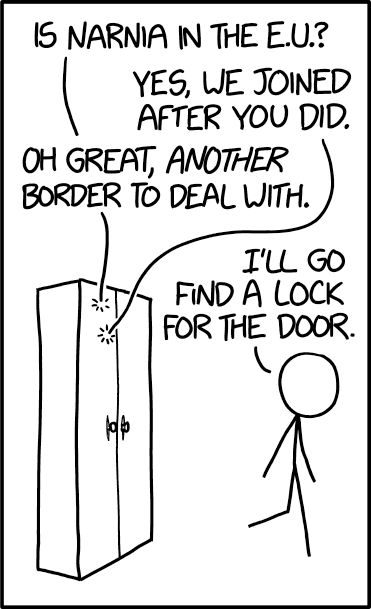 IS NARNIA IN THE E.U.?
YES, WE JOINED
AFTER YOU DID.
OH GREAT, ANOTHER
BORDER TO DEAL WITH.
I'LL GO
FIND A LOCK
FOR THE DOOR.